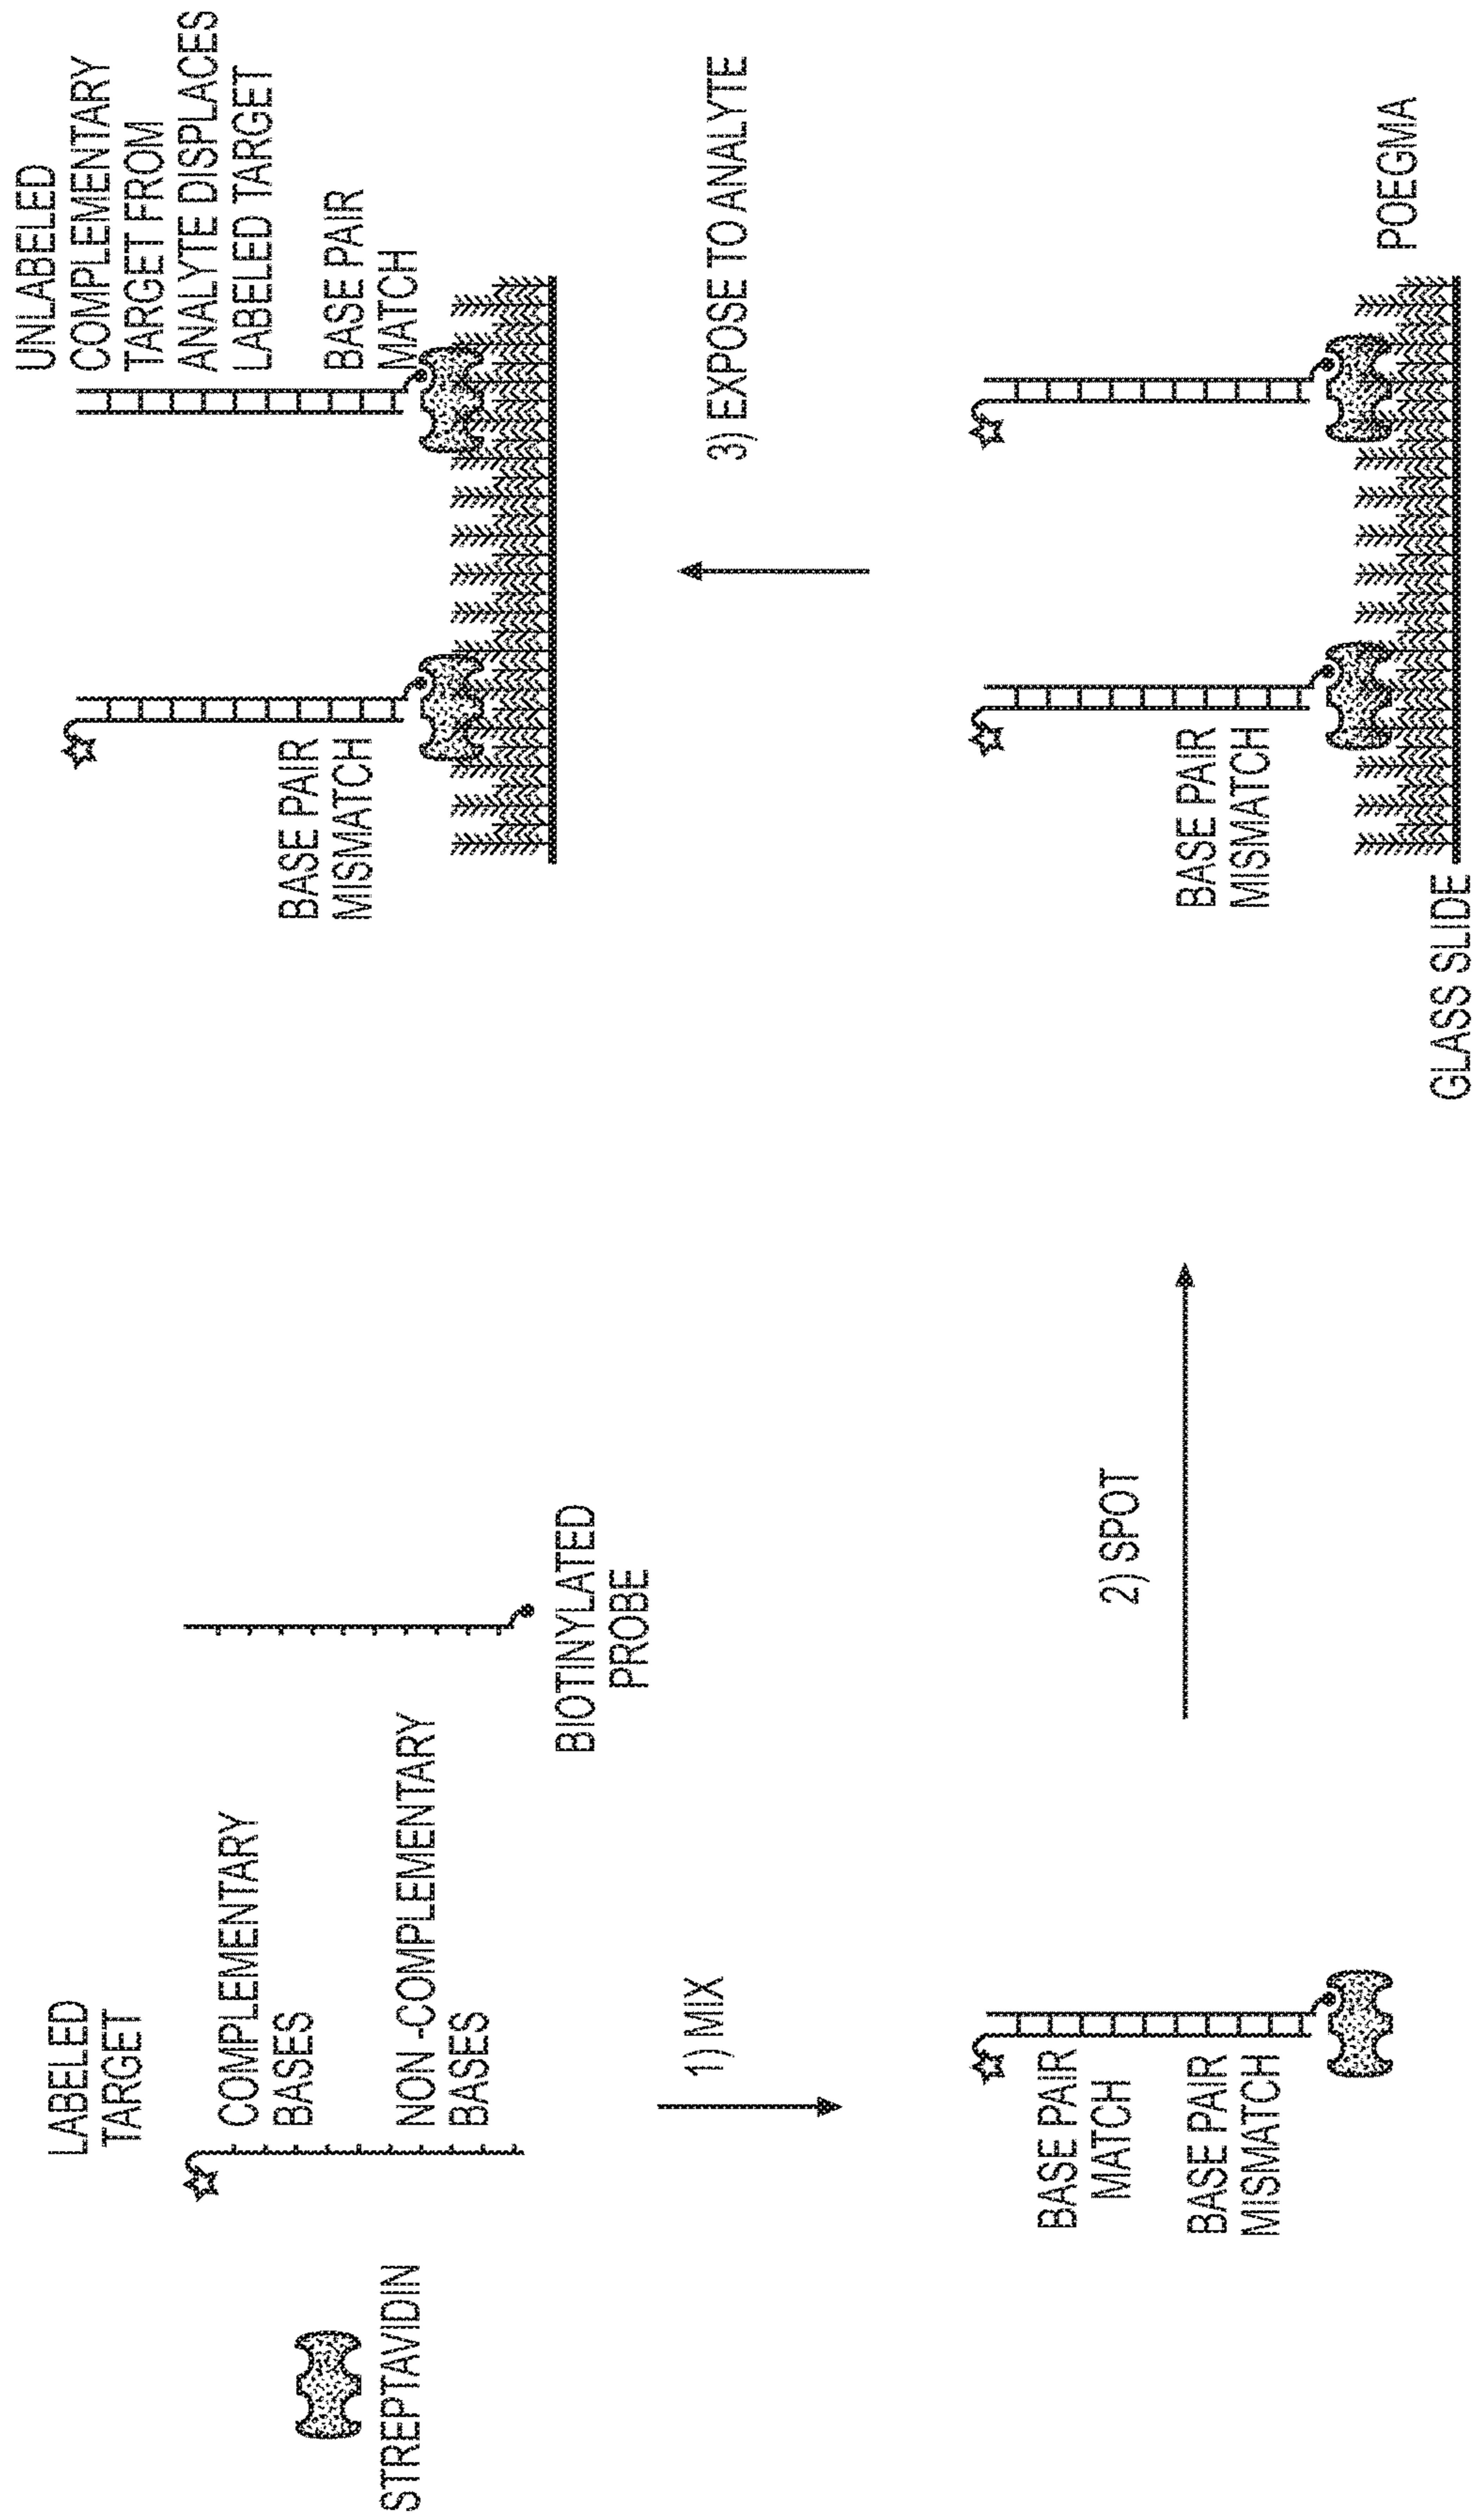 STREPTAVIDIN
LABELED
TARGET
COMPLEMENTARY
BASES
NON-COMPLEMENTARY
BASES
BIOTINYLATED
PROBE
1) MIX
BASE PAIR
MATCH
BASE PAIR
MISMATCH
2) SPOT
BASE PAIR
MISMATCH
GLASS SLIDE
POEGMA
3) EXPOSE TO ANALYTE
BASE PAIR
MISMATCH
UNLABELED
COMPLEMENTARY
TARGET FROM
ANALYTE DISPLACES
LABELED TARGET
BASE PAIR
MATCH